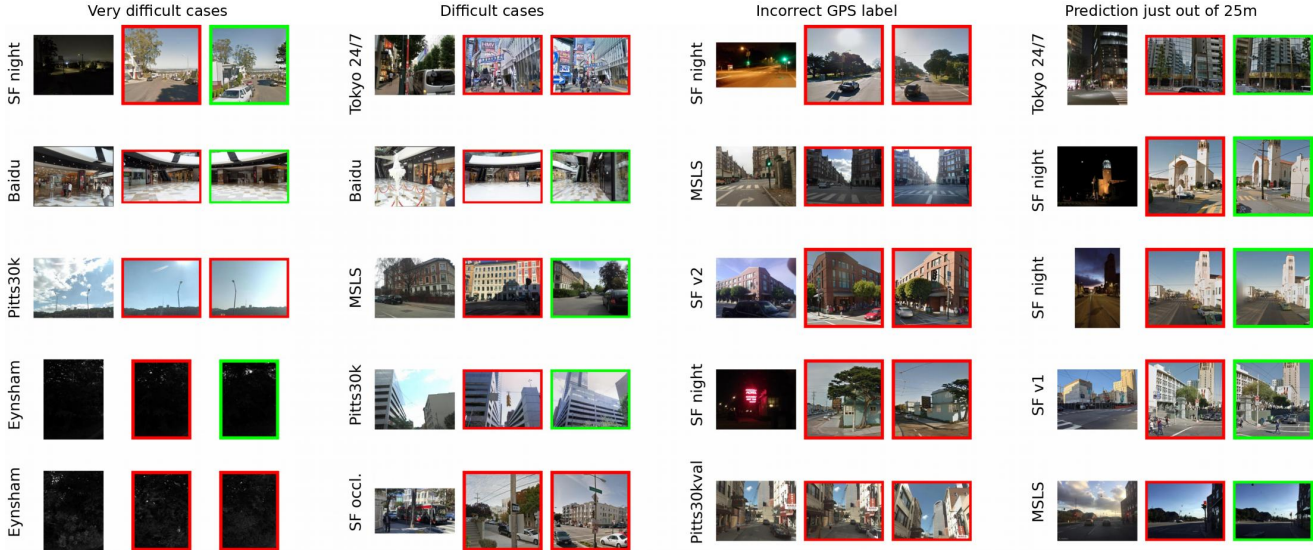 Very difficult cases
Difficult cases
Incorrect GPS label
Prediction just out of 25m
SF night
Tokyo 24/7
SF night
Tokyo 24/7
Baidu
Baidu
MSLS
SF night
Pitts30k
MSLS
SF v2
SF night
Eynsham
Pitts30k
SF night
SF v1
Eynsham
SF occl.
Pitts30kval
MSLS